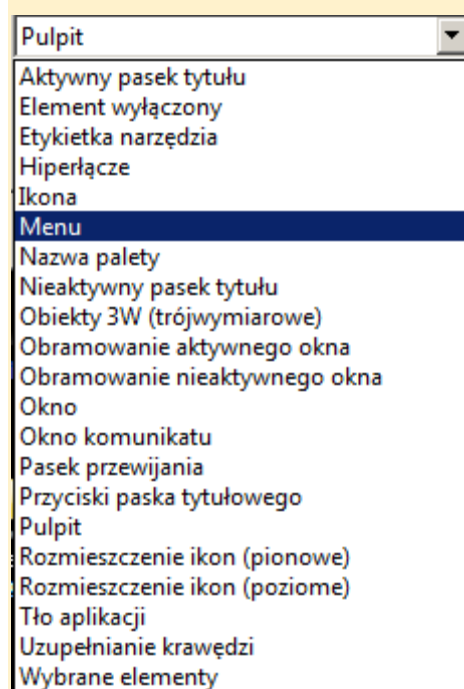 Pulpit
Aktywny pasek tytułu
Element wyłączony
Etykietka narzędzia
Hiperłącze
Ikona
Menu
Nazwa palety
Nieaktywny pasek tytułu
Obiekty 3W (trójwymiarowe)
Obramowanie aktywnego okna
Obramowanie nieaktywnego okna
Okno
Okno komunikatu
Pasek przewijania
Przyciski paska tytułowego
Pulpit
Rozmieszczenie ikon (pionowe)
Rozmieszczenie ikon (poziome)
Tło aplikacji
Uzupełnianie krawędzi
Wybrane elementy